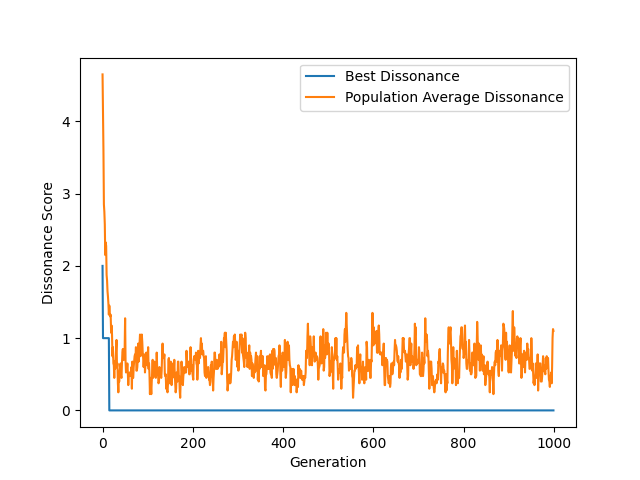 Best Dissonance
Population Average Dissonance
Dissonance Score
4
3
2
1
0
0 200 400 600 800 1000
Generation